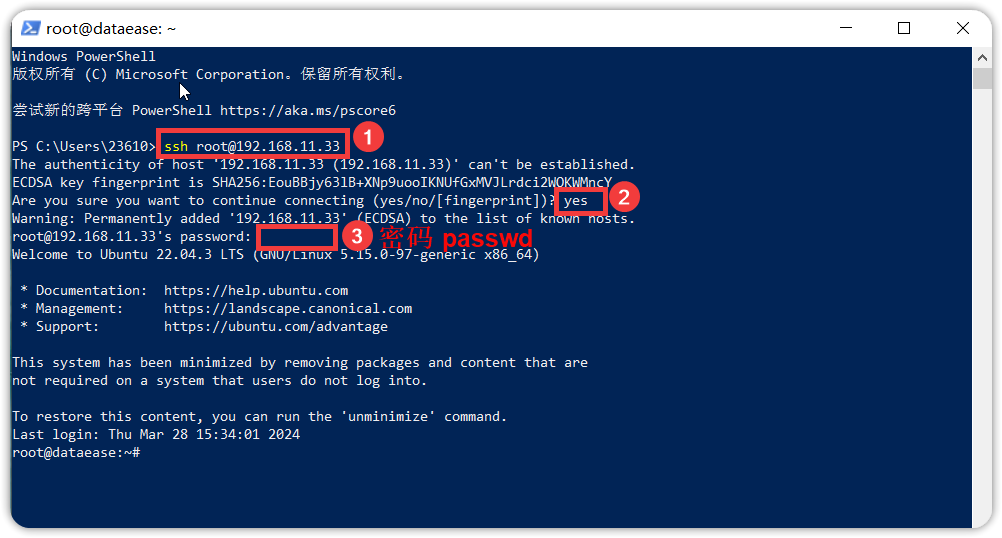 root@dataease: ~
Windows PowerShell
版权所有 (C) Microsoft Corporation。保留所有权利。
尝试新的跨平台 PowerShell https://aka.ms/pscore6
PS C:\Users\23610> ssh root@192.168.11.33 1
The authenticity of host '192.168.11.33 (192.168.11.33)' can't be established.
ECDSA key fingerprint is SHA256:EouBBjy63lB+XNp9uooIKNUfGxMVJLrdci2WOKWMncY.
Are you sure you want to continue connecting (yes/no/[fingerprint])? yes 2
Warning: Permanently added '192.168.11.33' (ECDSA) to the list of known hosts.
root@192.168.11.33's password: 3 密码 passwd
Welcome to Ubuntu 22.04.3 LTS (GNU/Linux 5.15.0-97-generic x86_64)
* Documentation: https://help.ubuntu.com
* Management: https://landscape.canonical.com
* Support: https://ubuntu.com/advantage
This system has been minimized by removing packages and content that are
not required on a system that users do not log into.
To restore this content, you can run the 'unminimize' command.
Last login: Thu Mar 28 15:34:01 2024
root@dataease:~#